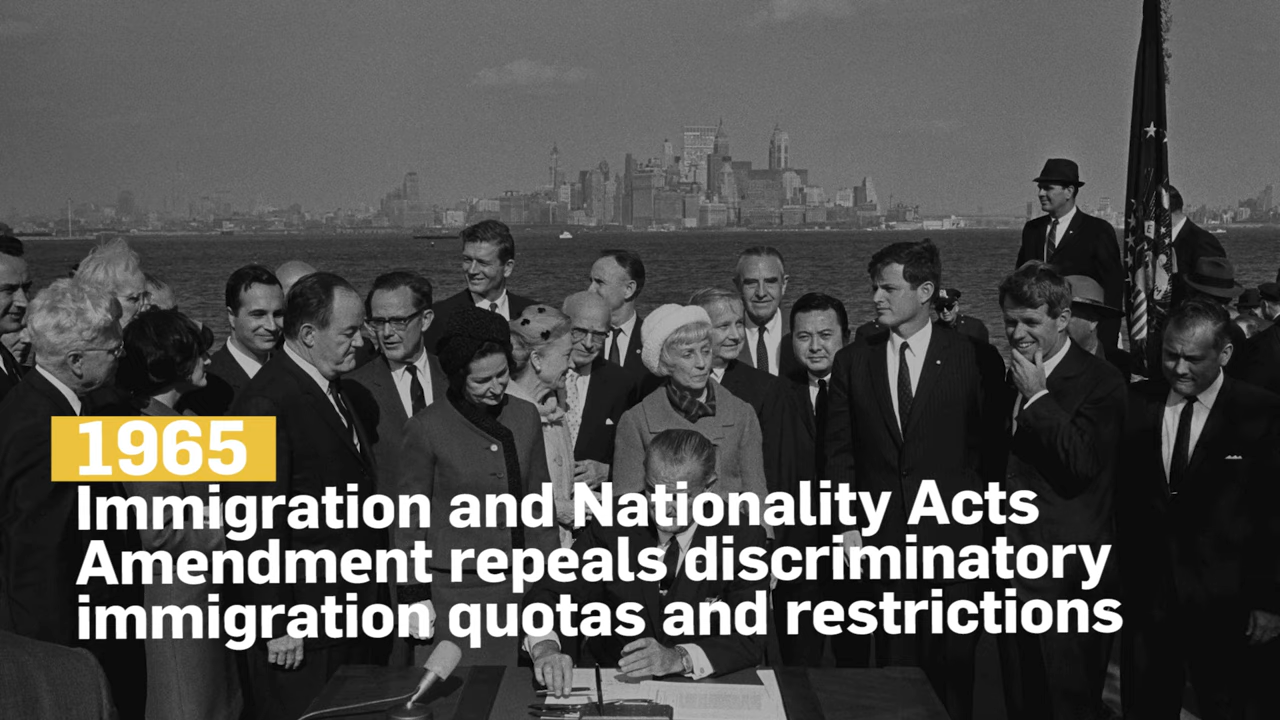 1965
Immigration and Nationality Acts
Amendment repeals discriminatory
immigration quotas and restrictions